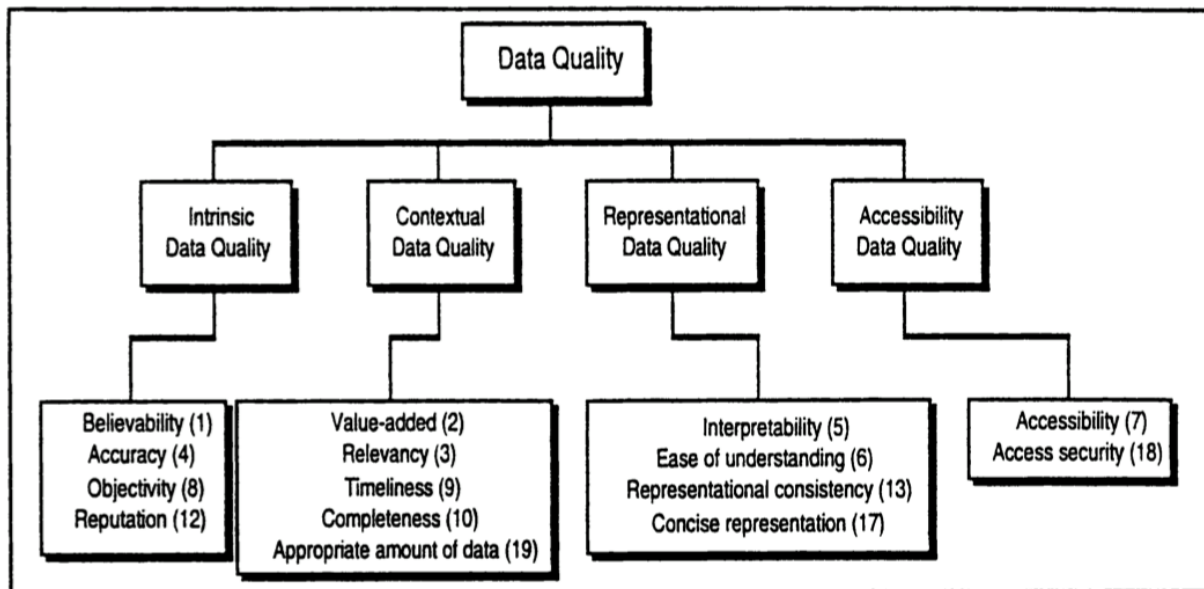 Data Quality
Intrinsic
Data Quality
Contextual
Data Quality
Representational
Data Quality
Accessibility
Data Quality
Believability (1)
Accuracy (4)
Objectivity (8)
Reputation (12)
Value-added (2)
Relevancy (3)
Timeliness (9)
Completeness (10)
Appropriate amount of data (19)
Interpretability (5)
Ease of understanding (6)
Representational consistency (13)
Concise representation (17)
Accessibility (7)
Access security (18)